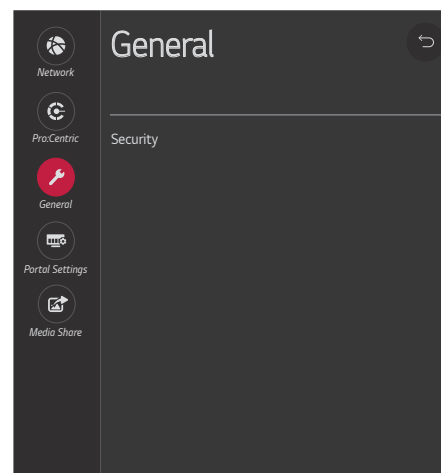 General
Network
Pro:Centric
Security
General
Portal Settings
Media Share